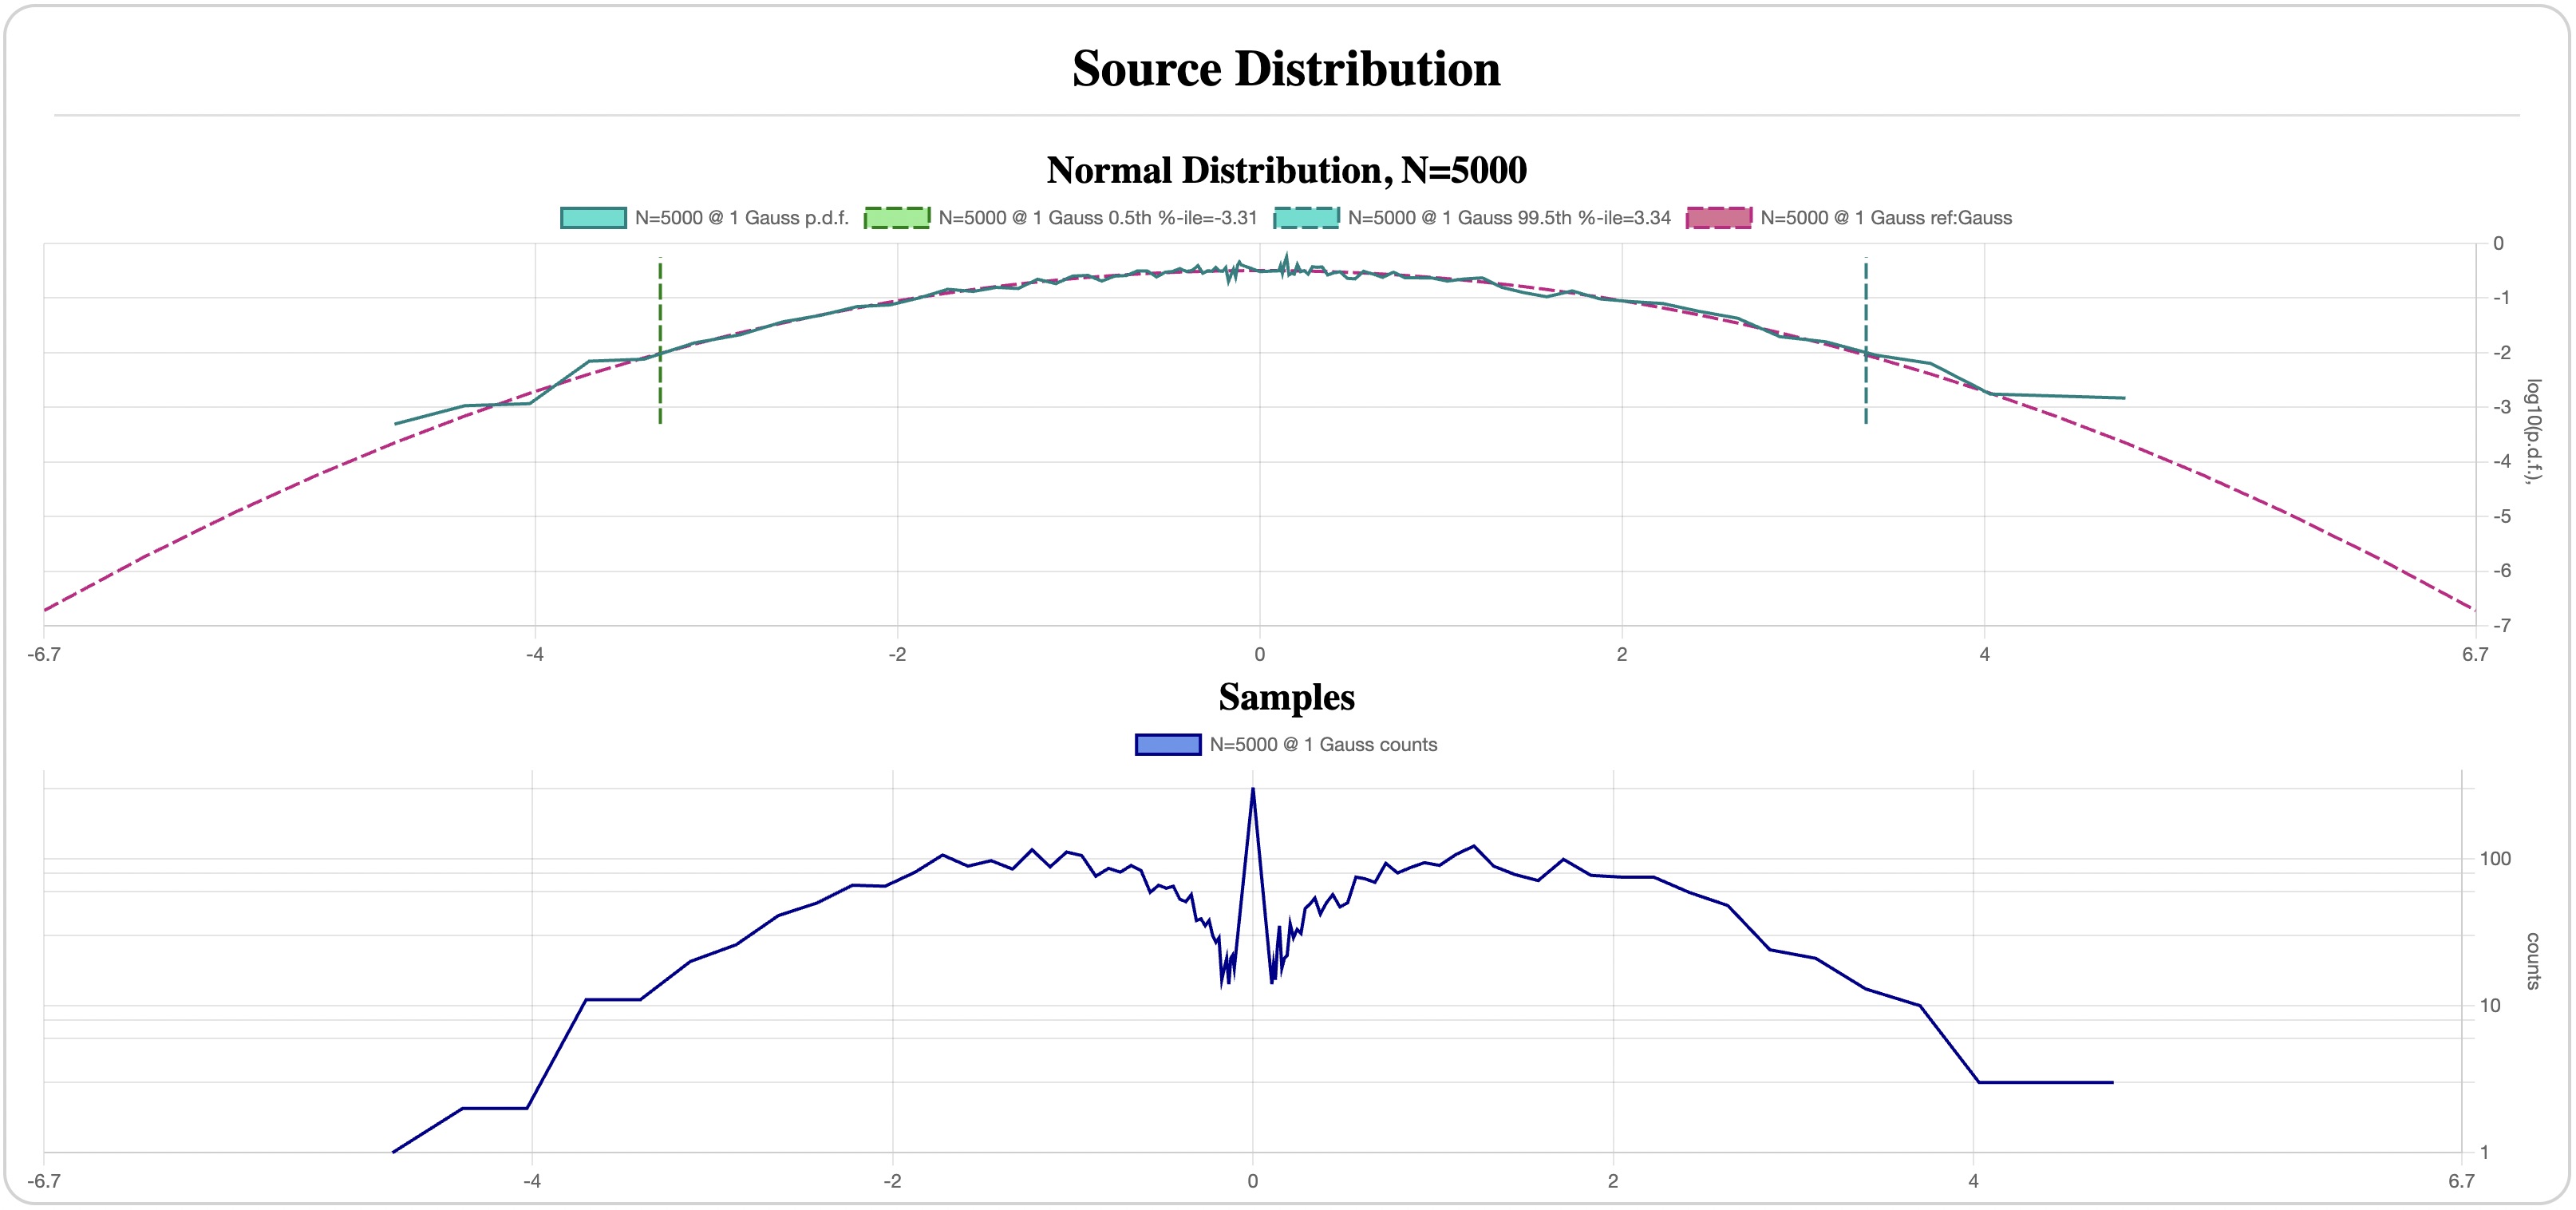 Source Distribution
Normal Distribution, N=5000
N=5000 @ 1 Gauss p.d.f. N=5000 @ 1 Gauss 0.5th %-ile=-3.31 N=5000 @ 1 Gauss 99.5th %-ile=3.34 N=5000 @ 1 Gauss ref:Gauss
0
-1
-2
-3
-4
-5
-6
-7
log10(p.d.f.),
-6.7 -4 -2 0 2 4 6.7
Samples
N=5000 @ 1 Gauss counts
100
10
1
counts
-6.7 -4 -2 0 2 4 6.7